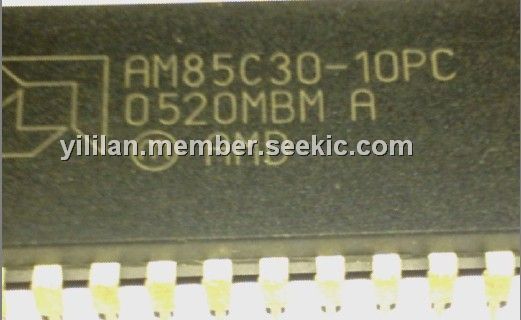 AM85C30-10PC
0520MBM A
© AMD
yililan.member.seekic.com